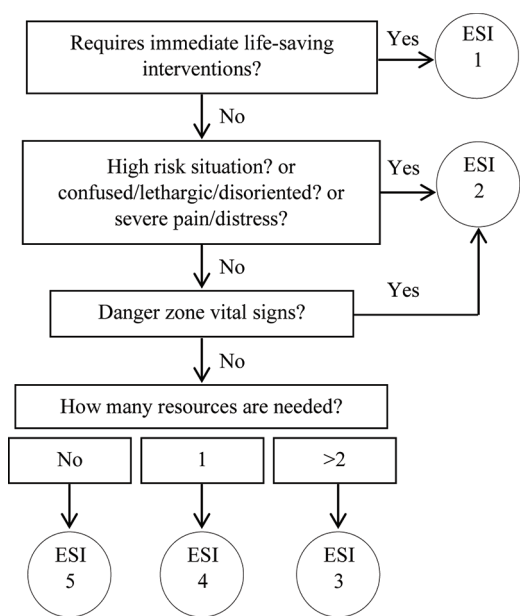 Requires immediate life-saving
interventions?
Yes
ESI
1
No
High risk situation? or
confused/lethargic/disoriented? or
severe pain/distress?
Yes
ESI
2
No
Danger zone vital signs?
Yes
No
How many resources are needed?
No
1
>2
ESI
5
ESI
4
ESI
3